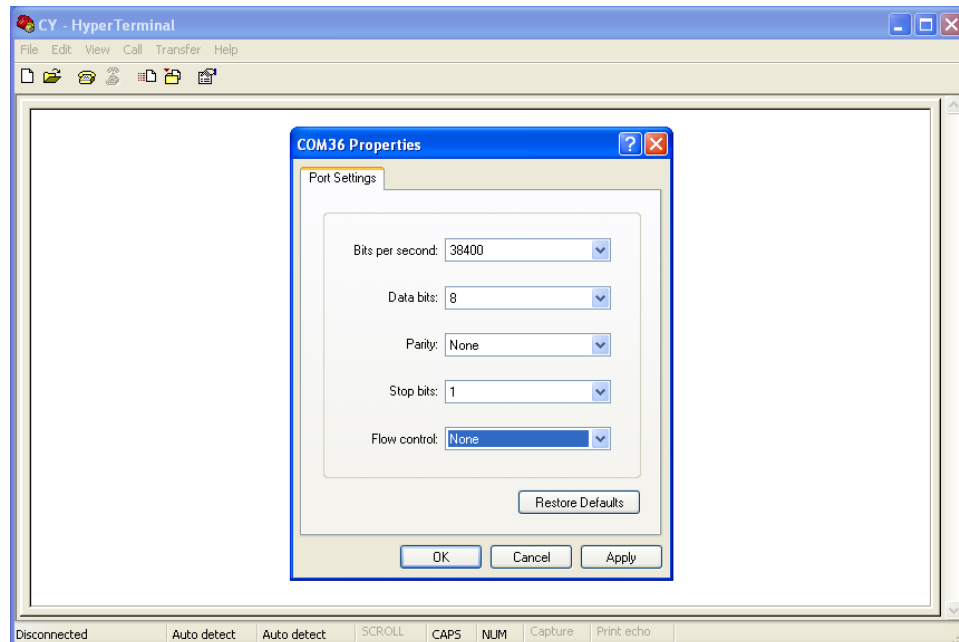 CY - HyperTerminal
File Edit View Call Transfer Help
COM36 Properties
Port Settings
Bits per second: 38400
Data bits: 8
Parity: None
Stop bits: 1
Flow control: None
Restore Defaults
OK Cancel Apply
Disconnected Auto detect Auto detect SCROLL CAPS NUM Capture Print echo